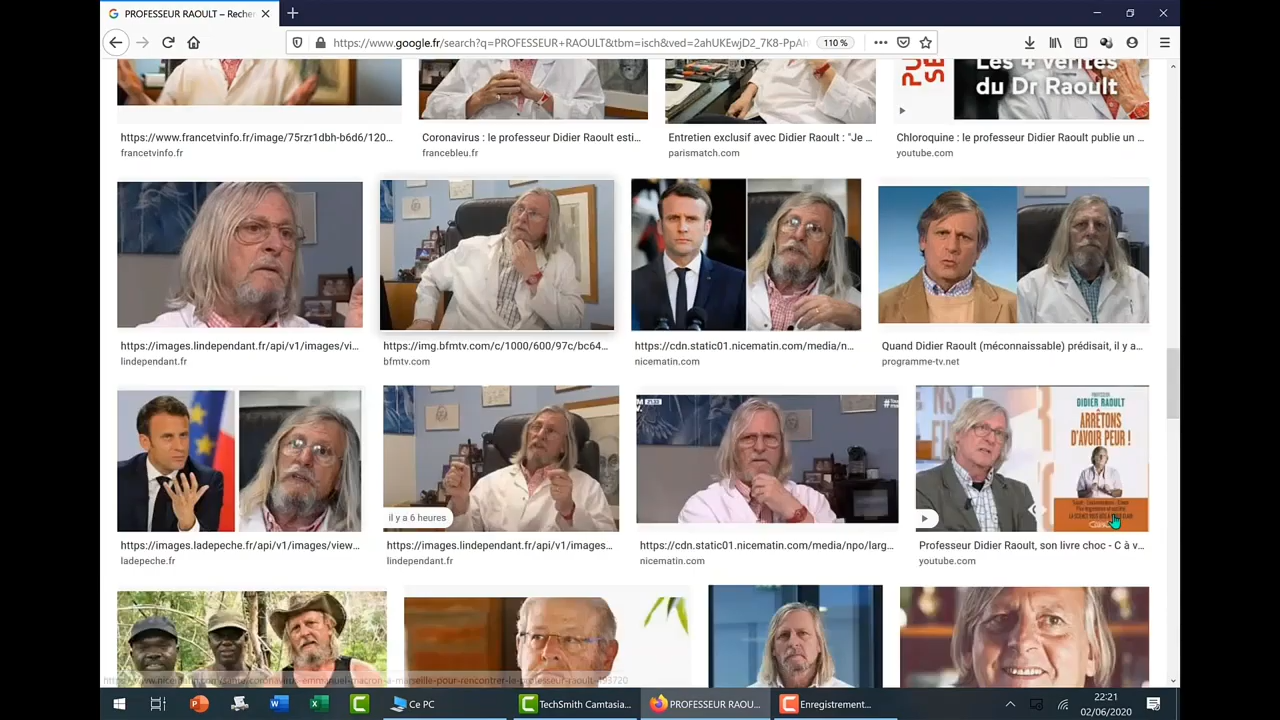 PROFESSEUR RAOULT – Recher
https://www.google.fr/search?q=PROFESSEUR+RAOULT&tbm=isch&ved=2ahUKEwjD2_7K8-PpAh
110 %
PU
SE
Les 4 vérités
du Dr Raoult
https://www.francetvinfo.fr/image/75rzr1dbh-b6d6/120...
francetvinfo.fr
Coronavirus : le professeur Didier Raoult esti...
francebleu.fr
Entretien exclusif avec Didier Raoult : "Je ...
parismatch.com
Chloroquine : le professeur Didier Raoult publie un ...
youtube.com
https://images.lindependant.fr/api/v1/images/vi...
lindependant.fr
https://img.bfmtv.com/c/1000/600/97c/bc64...
bfmtv.com
https://cdn.static01.nicematin.com/media/n...
nicematin.com
Quand Didier Raoult (méconnaissable) prédisait, il y a...
programme-tv.net
21:33
PROFESSEUR
DIDIER RAOULT
ARRÊTONS
D'AVOIR PEUR !
il y a 6 heures
https://images.ladepeche.fr/api/v1/images/view...
ladepeche.fr
https://images.lindependant.fr/api/v1/images...
lindependant.fr
https://cdn.static01.nicematin.com/media/npo/larg...
nicematin.com
Professeur Didier Raoult, son livre choc - C à v...
youtube.com
Ce PC
TechSmith Camtasia...
PROFESSEUR RAOU...
Enregistrement...
22:21
02/06/2020